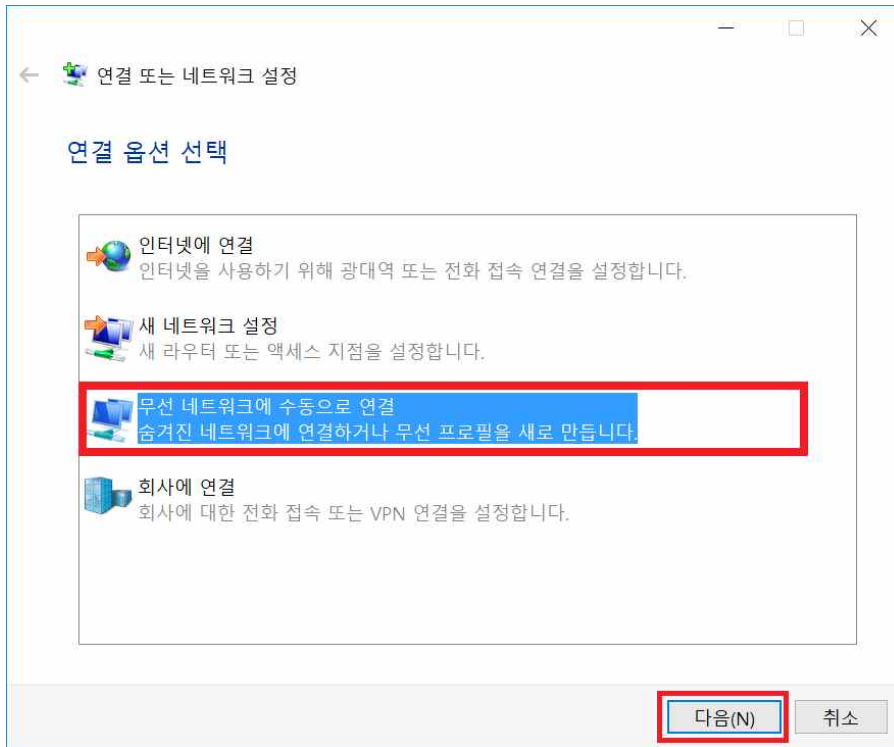 연결 또는 네트워크 설정
연결 옵션 선택
인터넷에 연결
인터넷을 사용하기 위해 광대역 또는 전화 접속 연결을 설정합니다.
새 네트워크 설정
새 라우터 또는 액세스 지점을 설정합니다.
무선 네트워크에 수동으로 연결
숨겨진 네트워크에 연결하거나 무선 프로필을 새로 만듭니다.
회사에 연결
회사에 대한 전화 접속 또는 VPN 연결을 설정합니다.
다음(N)
취소